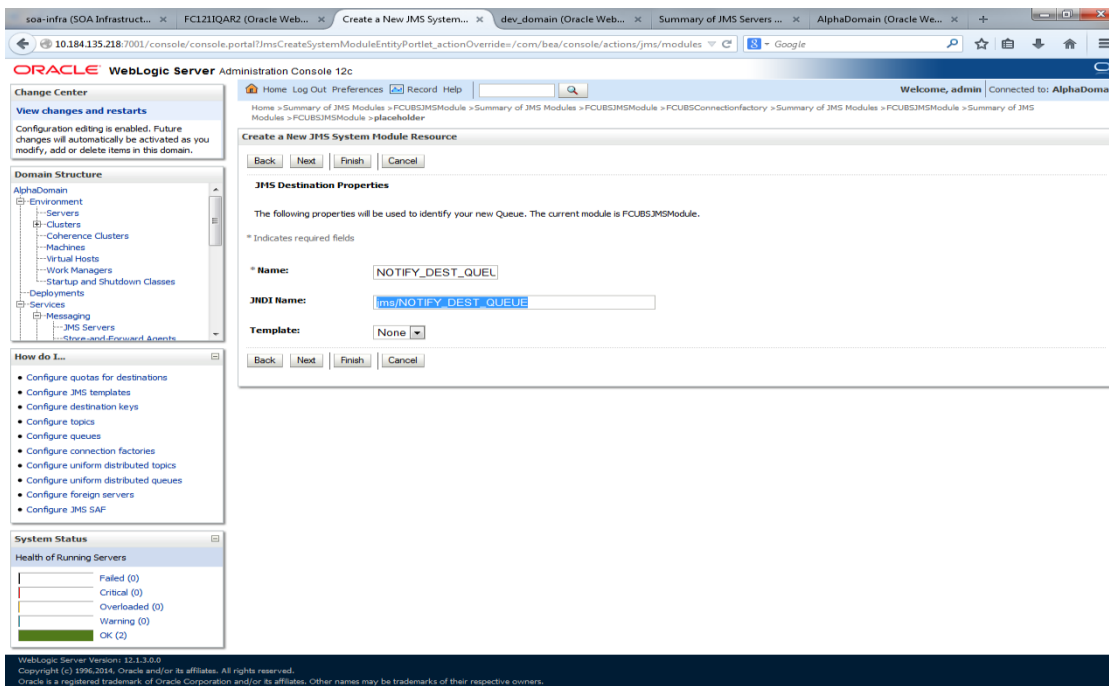 soa-infra (SOA Infrastruct... × FC121IQAR2 (Oracle Web... × Create a New JMS System... × dev_domain (Oracle Web... × Summary of JMS Servers ... × AlphaDomain (Oracle We... × +
10.184.135.218:7001/console/console.portal?JmsCreateSystemModuleEntityPortlet_actionOverride=/com/bea/console/actions/jms/modules
8 - Google
ORACLE WebLogic Server Administration Console 12c
Change Center
View changes and restarts
Configuration editing is enabled. Future
changes will automatically be activated as you
modify, add or delete items in this domain.
Domain Structure
AlphaDomain
Environment
Servers
Clusters
Coherence Clusters
Machines
Virtual Hosts
Work Managers
Startup and Shutdown Classes
Deployments
Services
Messaging
JMS Servers
Store-and-Forward Agents
How do I...
• Configure quotas for destinations
• Configure JMS templates
• Configure destination keys
• Configure topics
• Configure queues
• Configure connection factories
• Configure uniform distributed topics
• Configure uniform distributed queues
• Configure foreign servers
• Configure JMS SAF
System Status
Health of Running Servers
Failed (0)
Critical (0)
Overloaded (0)
Warning (0)
OK (2)
Home Log Out Preferences Record Help
Welcome, admin Connected to: AlphaDoma
Home >Summary of JMS Modules >FCUBSJMSModule >Summary of JMS Modules >FCUBSJMSModule >FCUBSConnectionfactory >Summary of JMS Modules >FCUBSJMSModule >Summary of JMS
Modules >FCUBSJMSModule >placeholder
Create a New JMS System Module Resource
Back Next Finish Cancel
JMS Destination Properties
The following properties will be used to identify your new Queue. The current module is FCUBSJMSModule.
* Indicates required fields
* Name: NOTIFY_DEST_QUEU
JNDI Name: jms/NOTIFY_DEST_QUEUE
Template: None
Back Next Finish Cancel
WebLogic Server Version: 12.1.3.0.0
Copyright (c) 1996,2014, Oracle and/or its affiliates. All rights reserved.
Oracle is a registered trademark of Oracle Corporation and/or its affiliates. Other names may be trademarks of their respective owners.